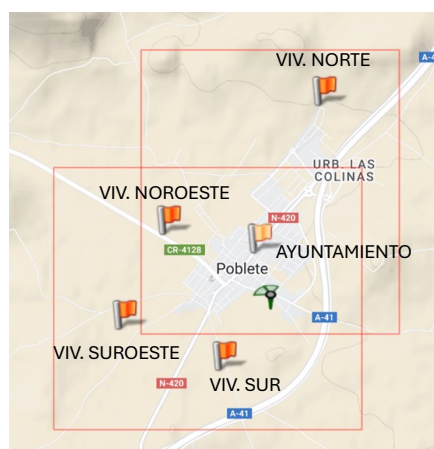 VIV. NORTE
A-4
URB. LAS
COLINAS
VIV. NOROESTE
N-420
CR-4128
AYUNTAMIENTO
Poblete
A-41
VIV. SUROESTE
VIV. SUR
N-420
A-41